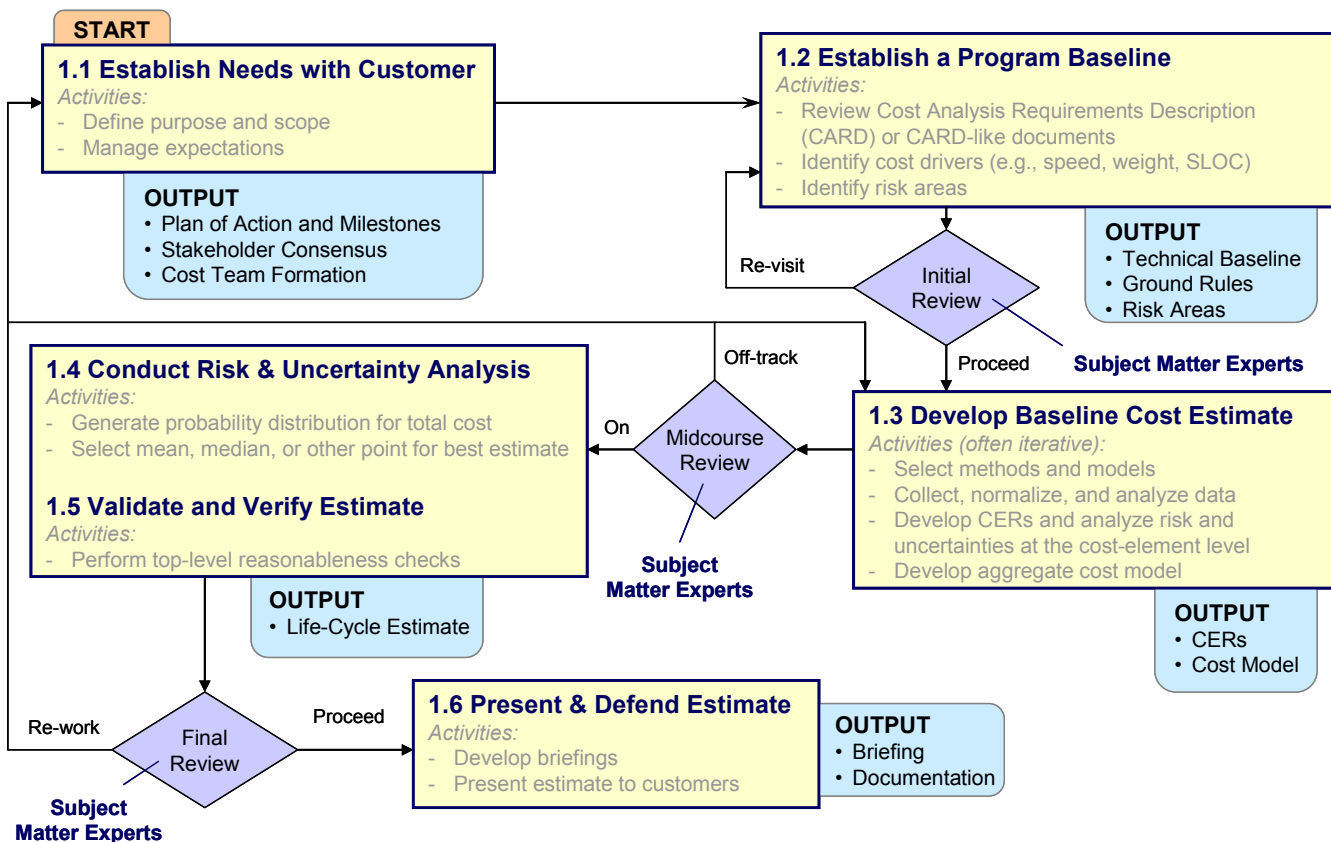 START
1.1 Establish Needs with Customer
Activities:
- Define purpose and scope
- Manage expectations
OUTPUT
• Plan of Action and Milestones
• Stakeholder Consensus
• Cost Team Formation
1.2 Establish a Program Baseline
Activities:
- Review Cost Analysis Requirements Description
(CARD) or CARD-like documents
- Identify cost drivers (e.g., speed, weight, SLOC)
- Identify risk areas
OUTPUT
• Technical Baseline
• Ground Rules
• Risk Areas
Re-visit
Initial
Review
Subject Matter Experts
Proceed
1.3 Develop Baseline Cost Estimate
Activities (often iterative):
- Select methods and models
- Collect, normalize, and analyze data
- Develop CERs and analyze risk and
uncertainties at the cost-element level
- Develop aggregate cost model
OUTPUT
• CERs
• Cost Model
Off-track
Midcourse
Review
On
Subject
Matter Experts
1.4 Conduct Risk & Uncertainty Analysis
Activities:
- Generate probability distribution for total cost
- Select mean, median, or other point for best estimate
1.5 Validate and Verify Estimate
Activities:
- Perform top-level reasonableness checks
OUTPUT
• Life-Cycle Estimate
Re-work
Final
Review
Proceed
Subject
Matter Experts
1.6 Present & Defend Estimate
Activities:
- Develop briefings
- Present estimate to customers
OUTPUT
• Briefing
• Documentation